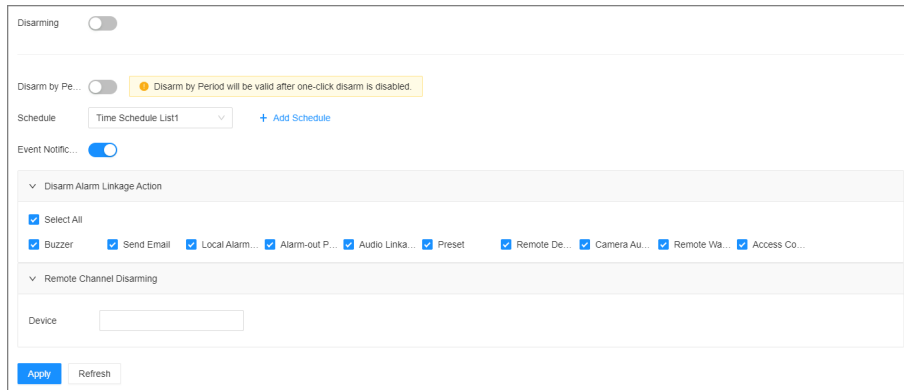 Disarming
Disarm by Pe... Disarm by Period will be valid after one-click disarm is disabled.
Schedule Time Schedule List1 + Add Schedule
Event Notific...
Disarm Alarm Linkage Action
Select All
Buzzer Send Email Local Alarm... Alarm-out P... Audio Linka... Preset Remote De... Camera Au... Remote Wa... Access Co...
Remote Channel Disarming
Device
Apply Refresh